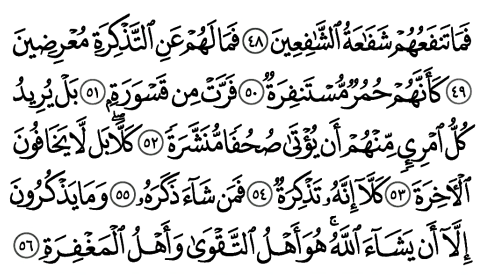 فَمَا تَنفَعُهُمْ شَفَـٰعَةُ ٱلشَّـٰفِعِينَ ٤٨ فَمَا لَهُمْ عَنِ ٱلتَّذْكِرَةِ مُعْرِضِينَ
٤٩ كَأَنَّهُمْ حُمُرٌ مُّسْتَنفِرَةٌ ٥٠ فَرَّتْ مِن قَسْوَرَةٍۭ ٥١ بَلْ يُرِيدُ
كُلُّ ٱمْرِئٍ مِّنْهُمْ أَن يُؤْتَىٰ صُحُفًا مُّنَشَّرَةً ٥٢ كَلَّا ۖ بَل لَّا يَخَافُونَ
ٱلْـَٔاخِرَةَ ٥٣ كَلَّآ إِنَّهُۥ تَذْكِرَةٌ ٥٤ فَمَن شَآءَ ذَكَرَهُۥ ٥٥ وَمَا يَذْكُرُونَ
إِلَّآ أَن يَشَآءَ ٱللَّهُ ۚ هُوَ أَهْلُ ٱلتَّقْوَىٰ وَأَهْلُ ٱلْمَغْفِرَةِ ٥٦